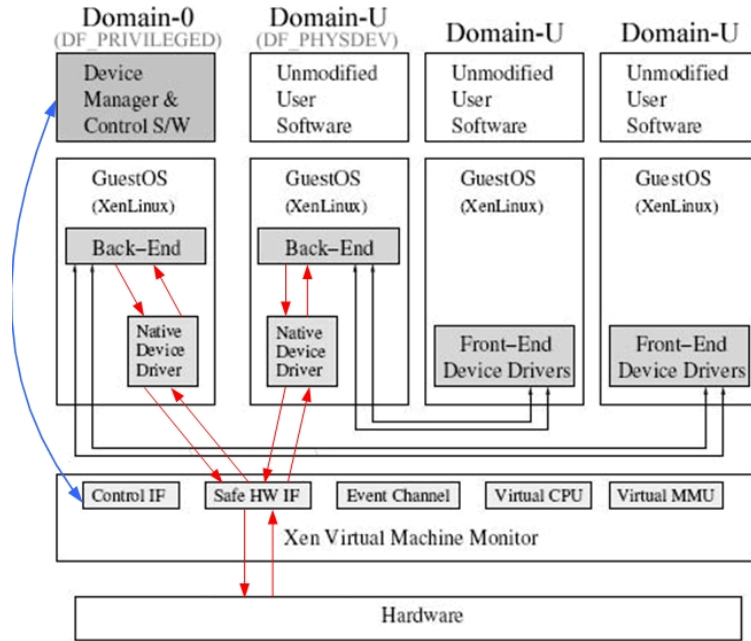 Domain-0
(DF_PRIVILEGED)
Domain-U
(DF_PHYSDEV)
Domain-U
Domain-U
Device
Manager &
Control S/W
Unmodified
User
Software
Unmodified
User
Software
Unmodified
User
Software
GuestOS
(XenLinux)
Back-End
Native
Device
Driver
GuestOS
(XenLinux)
Back-End
Native
Device
Driver
GuestOS
(XenLinux)
Front-End
Device Drivers
GuestOS
(XenLinux)
Front-End
Device Drivers
Control IF
Safe HW IF
Event Channel
Virtual CPU
Virtual MMU
Xen Virtual Machine Monitor
Hardware